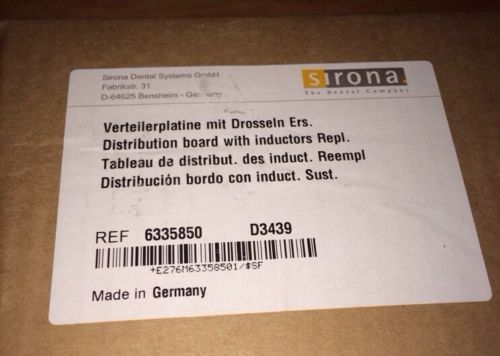 Sirona Dental Systems GmbH
Fabrikstr. 31
D-64625 Bensheim - Germany
sirona.
The Dental Company
Verteilerplatine mit Drosseln Ers.
Distribution board with inductors Repl.
Tableau de distribut. des induct. Reempl
Distribución bordo con induct. Sust.
REF 6335850 D3439
+E276M63358501/$SF
Made in Germany